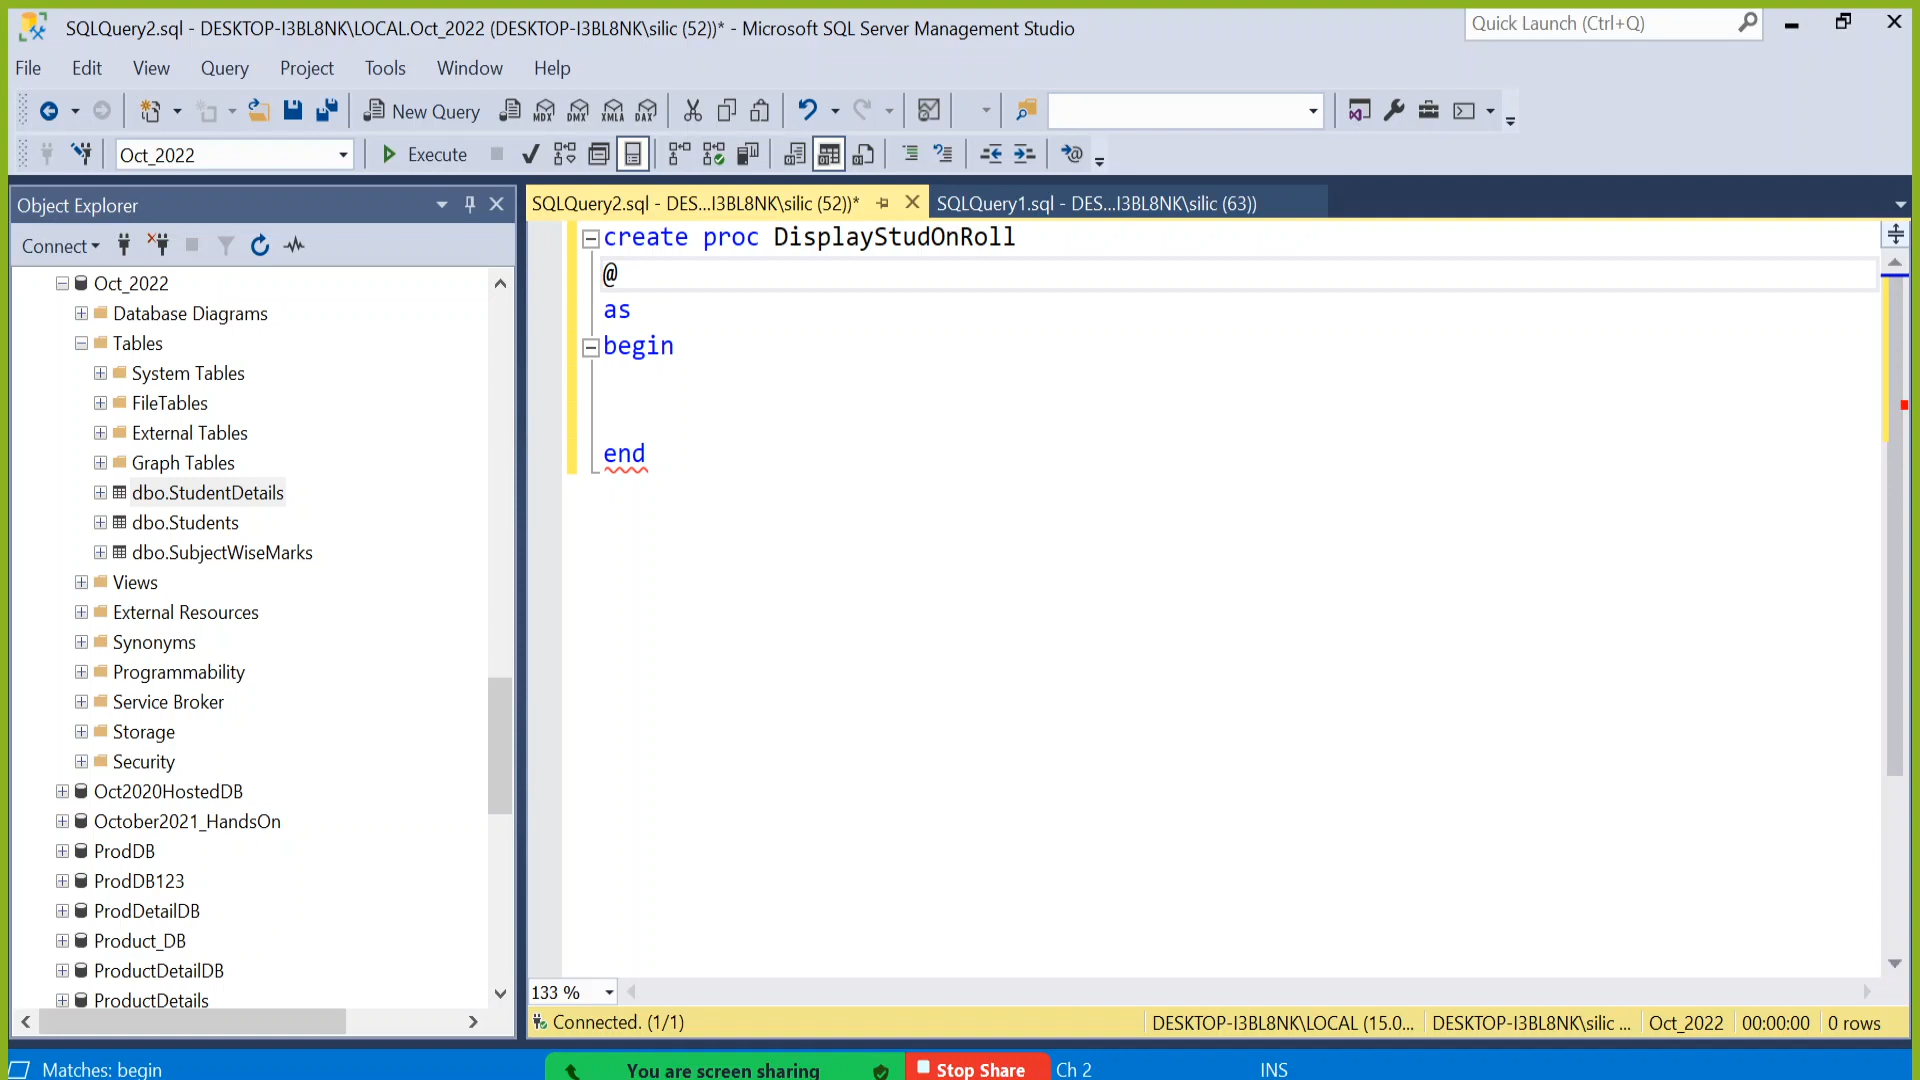 SQLQuery2.sql - DESKTOP-I3BL8NK\LOCAL.Oct_2022 (DESKTOP-I3BL8NK\silic (52))* - Microsoft SQL Server Management Studio
Quick Launch (Ctrl+Q)
File Edit View Query Project Tools Window Help
New Query MDX DMX XMLA DAX
Oct_2022 Execute
Object Explorer
SQLQuery2.sql - DES...I3BL8NK\silic (52))* SQLQuery1.sql - DES...I3BL8NK\silic (63))
Connect
Oct_2022
Database Diagrams
Tables
System Tables
FileTables
External Tables
Graph Tables
dbo.StudentDetails
dbo.Students
dbo.SubjectWiseMarks
Views
External Resources
Synonyms
Programmability
Service Broker
Storage
Security
Oct2020HostedDB
October2021_HandsOn
ProdDB
ProdDB123
ProdDetailDB
Product_DB
ProductDetailDB
ProductDetails
create proc DisplayStudOnRoll
@
as
begin
end
133 %
Connected. (1/1) DESKTOP-I3BL8NK\LOCAL (15.0... DESKTOP-I3BL8NK\silic ... Oct_2022 00:00:00 0 rows
Matches: begin You are screen sharing Stop Share Ch 2 INS